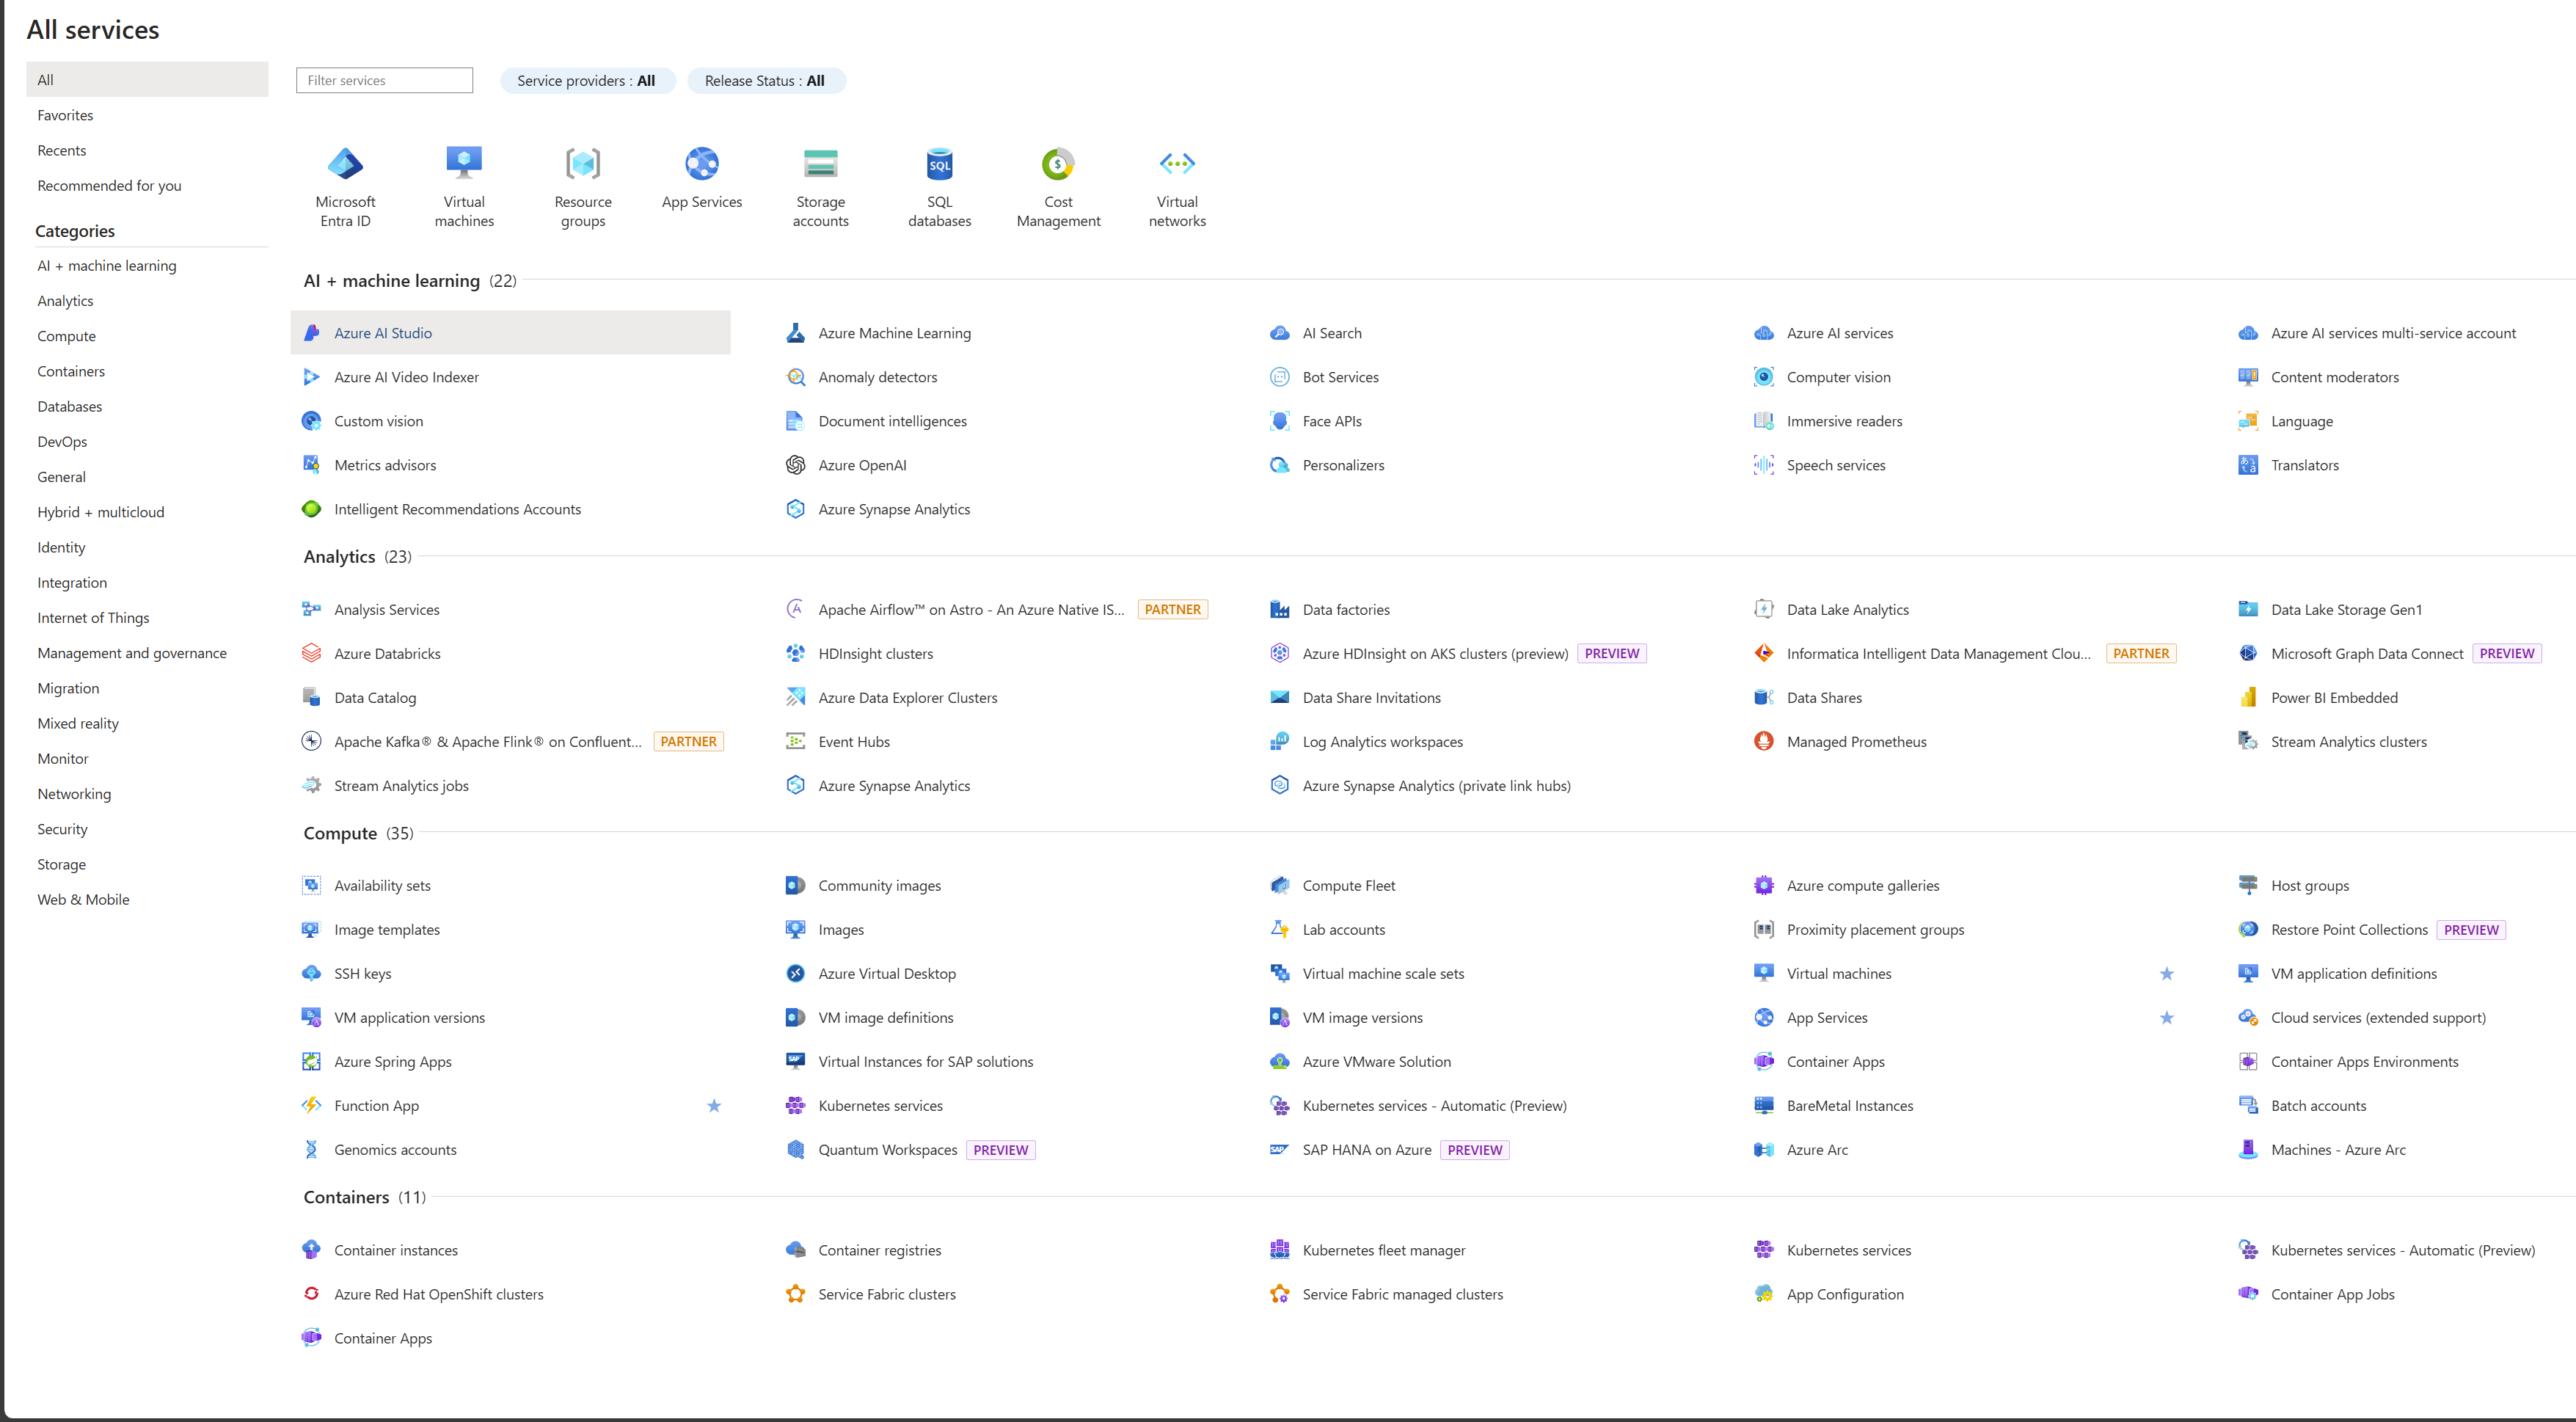 All services
All
Favorites
Recents
Recommended for you
Categories
AI + machine learning
Analytics
Compute
Containers
Databases
DevOps
General
Hybrid + multicloud
Identity
Integration
Internet of Things
Management and governance
Migration
Mixed reality
Monitor
Networking
Security
Storage
Web & Mobile
Filter services Service providers : All Release Status : All
SQL
Microsoft Entra ID
Virtual machines
Resource groups
App Services
Storage accounts
SQL databases
Cost Management
Virtual networks
AI + machine learning (22)
Azure AI Studio Azure Machine Learning AI Search Azure AI services Azure AI services multi-service account
Azure AI Video Indexer Anomaly detectors Bot Services Computer vision Content moderators
Custom vision Document intelligences Face APIs Immersive readers Language
Metrics advisors Azure OpenAI Personalizers Speech services Translators
Intelligent Recommendations Accounts Azure Synapse Analytics
Analytics (23)
Analysis Services Apache Airflow™ on Astro - An Azure Native IS... PARTNER Data factories Data Lake Analytics Data Lake Storage Gen1
Azure Databricks HDInsight clusters Azure HDInsight on AKS clusters (preview) PREVIEW Informatica Intelligent Data Management Clou... PARTNER Microsoft Graph Data Connect PREVIEW
Data Catalog Azure Data Explorer Clusters Data Share Invitations Data Shares Power BI Embedded
Apache Kafka® & Apache Flink® on Confluent... PARTNER Event Hubs Log Analytics workspaces Managed Prometheus Stream Analytics clusters
Stream Analytics jobs Azure Synapse Analytics Azure Synapse Analytics (private link hubs)
Compute (35)
Availability sets Community images Compute Fleet Azure compute galleries Host groups
Image templates Images Lab accounts Proximity placement groups Restore Point Collections PREVIEW
SSH keys Azure Virtual Desktop Virtual machine scale sets Virtual machines VM application definitions
VM application versions VM image definitions VM image versions App Services Cloud services (extended support)
Azure Spring Apps Virtual Instances for SAP solutions Azure VMware Solution Container Apps Container Apps Environments
Function App Kubernetes services Kubernetes services - Automatic (Preview) BareMetal Instances Batch accounts
Genomics accounts Quantum Workspaces PREVIEW SAP HANA on Azure PREVIEW Azure Arc Machines - Azure Arc
Containers (11)
Container instances Container registries Kubernetes fleet manager Kubernetes services Kubernetes services - Automatic (Preview)
Azure Red Hat OpenShift clusters Service Fabric clusters Service Fabric managed clusters App Configuration Container App Jobs
Container Apps